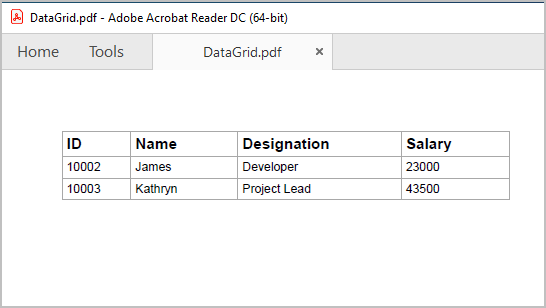 DataGrid.pdf - Adobe Acrobat Reader DC (64-bit)
Home Tools DataGrid.pdf ×
ID Name Designation Salary
10002 James Developer 23000
10003 Kathryn Project Lead 43500